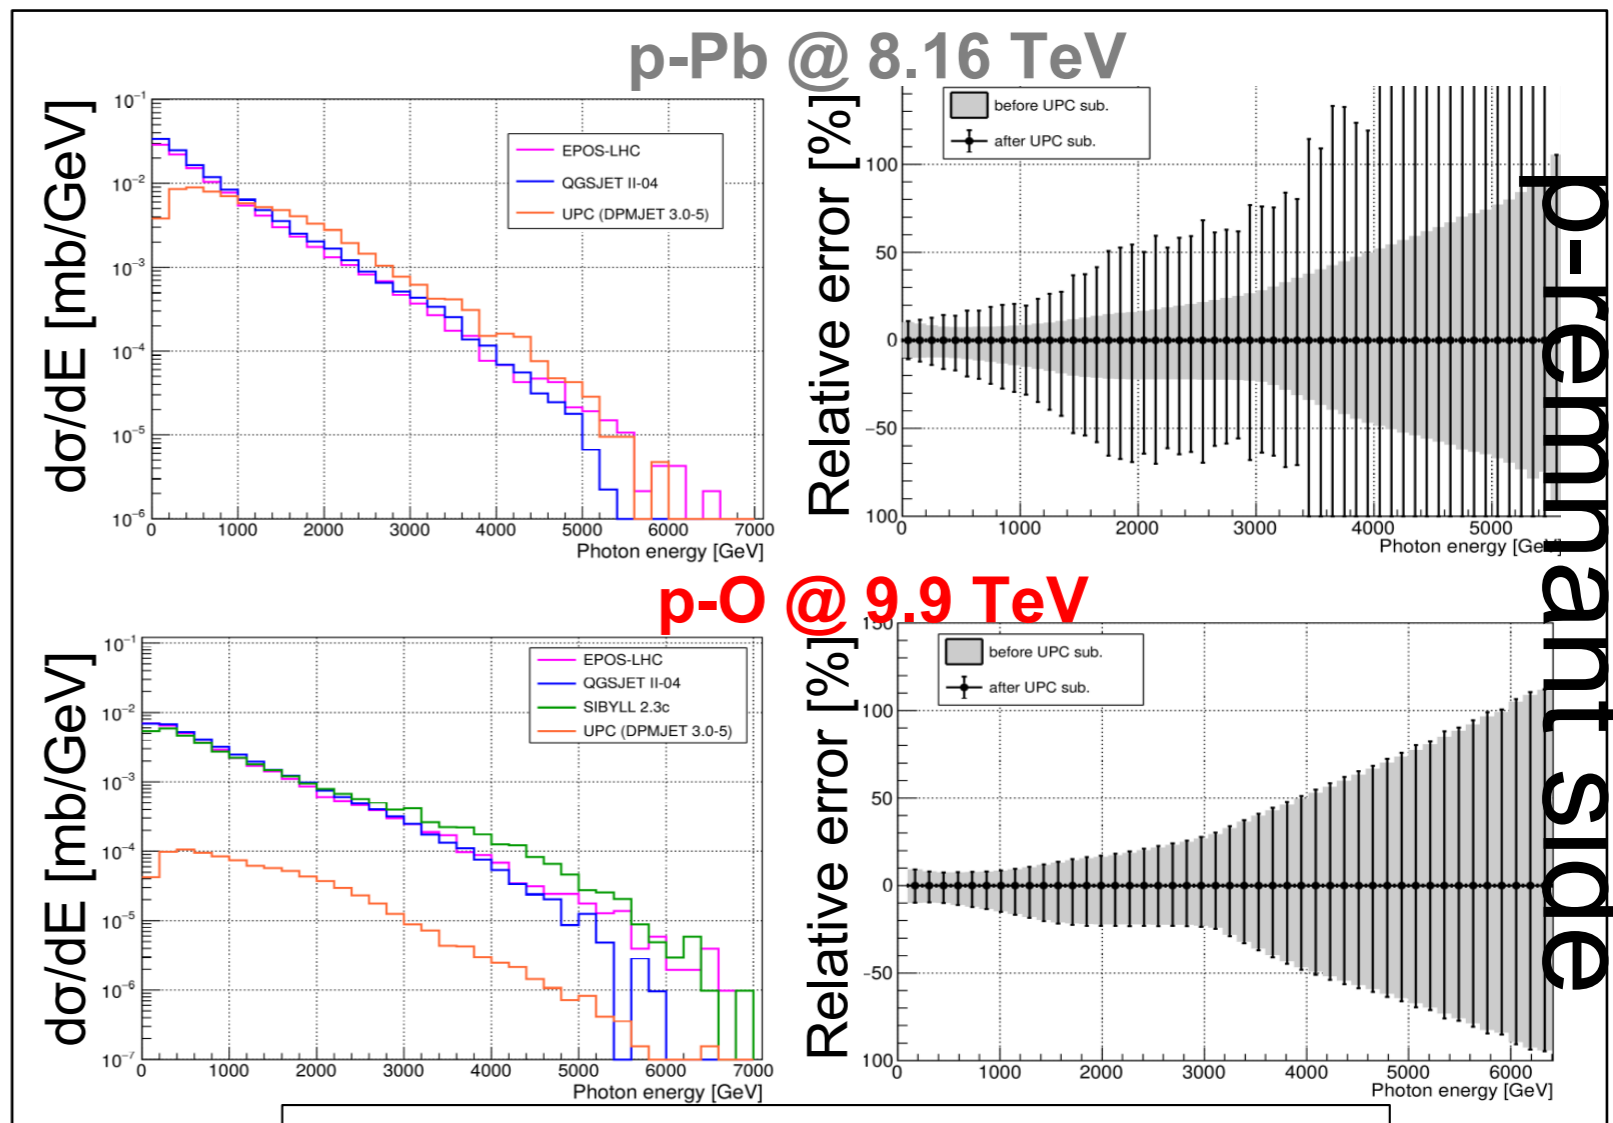 p-Pb @ 8.16 TeV
dσ/dE [mb/GeV]
10⁻¹
10⁻²
10⁻³
10⁻⁴
10⁻⁵
10⁻⁶
EPOS-LHC
QGSJET II-04
UPC (DPMJET 3.0-5)
0 1000 2000 3000 4000 5000 6000 7000
Photon energy [GeV]
Relative error [%]
before UPC sub.
after UPC sub.
100
50
0
−50
100
0 1000 2000 3000 4000 5000
Photon energy [GeV]
p-remnant side
p-O @ 9.9 TeV
dσ/dE [mb/GeV]
10⁻¹
10⁻²
10⁻³
10⁻⁴
10⁻⁵
10⁻⁶
10⁻⁷
EPOS-LHC
QGSJET II-04
SIBYLL 2.3c
UPC (DPMJET 3.0-5)
0 1000 2000 3000 4000 5000 6000 7000
Photon energy [GeV]
Relative error [%]
before UPC sub.
after UPC sub.
150
100
50
0
−50
100
0 1000 2000 3000 4000 5000 6000
Photon energy [GeV]